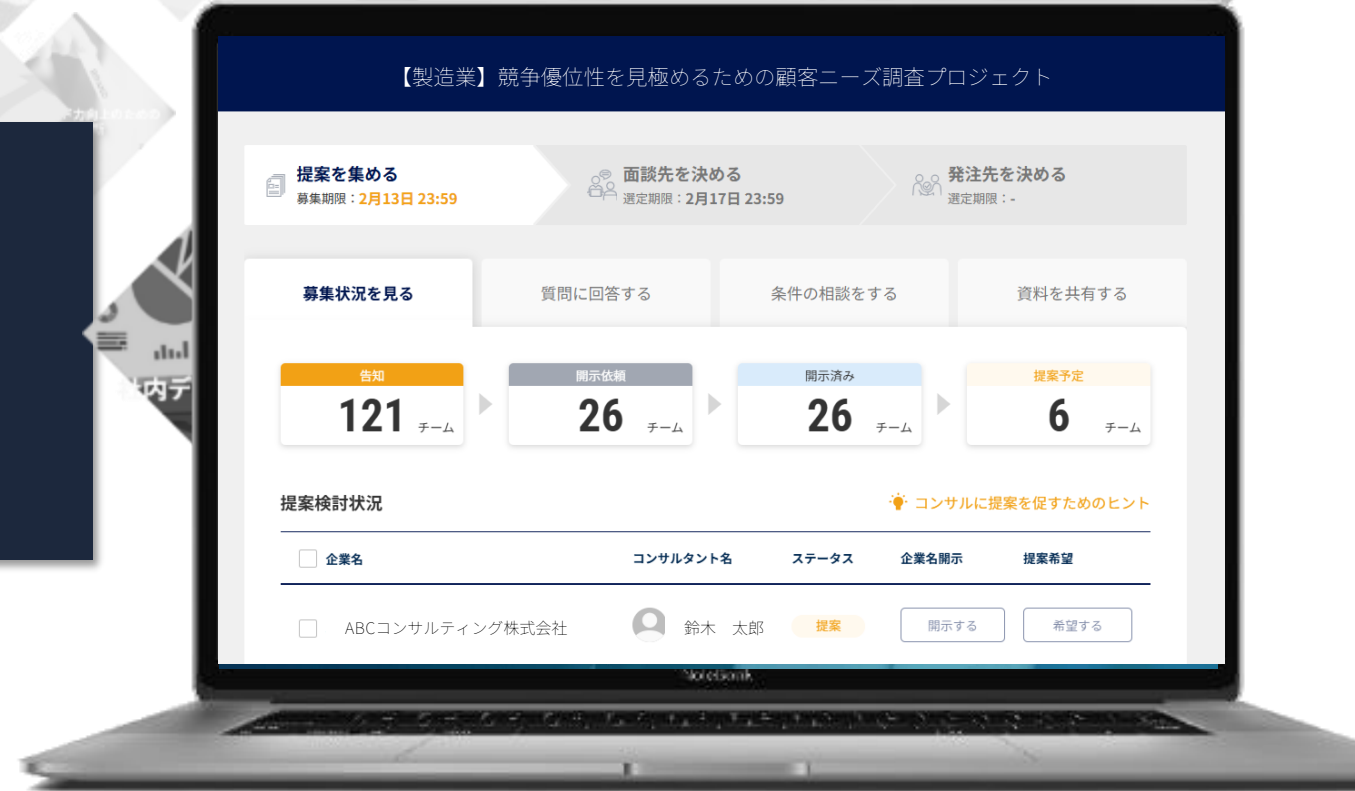 【製造業】競争優位性を見極めるための顧客ニーズ調査プロジェクト
提案を集める
募集期限：2月13日 23:59
面談先を決める
選定期限：2月17日 23:59
発注先を決める
選定期限：-
募集状況を見る
質問に回答する
条件の相談をする
資料を共有する
告知
121 チーム
開示依頼
26 チーム
開示済み
26 チーム
提案予定
6 チーム
提案検討状況
コンサルに提案を促すためのヒント
企業名 コンサルタント名 ステータス 企業名開示 提案希望
ABCコンサルティング株式会社 鈴木 太郎 提案 開示する 希望する
Notebook
力向上のための
社内デ